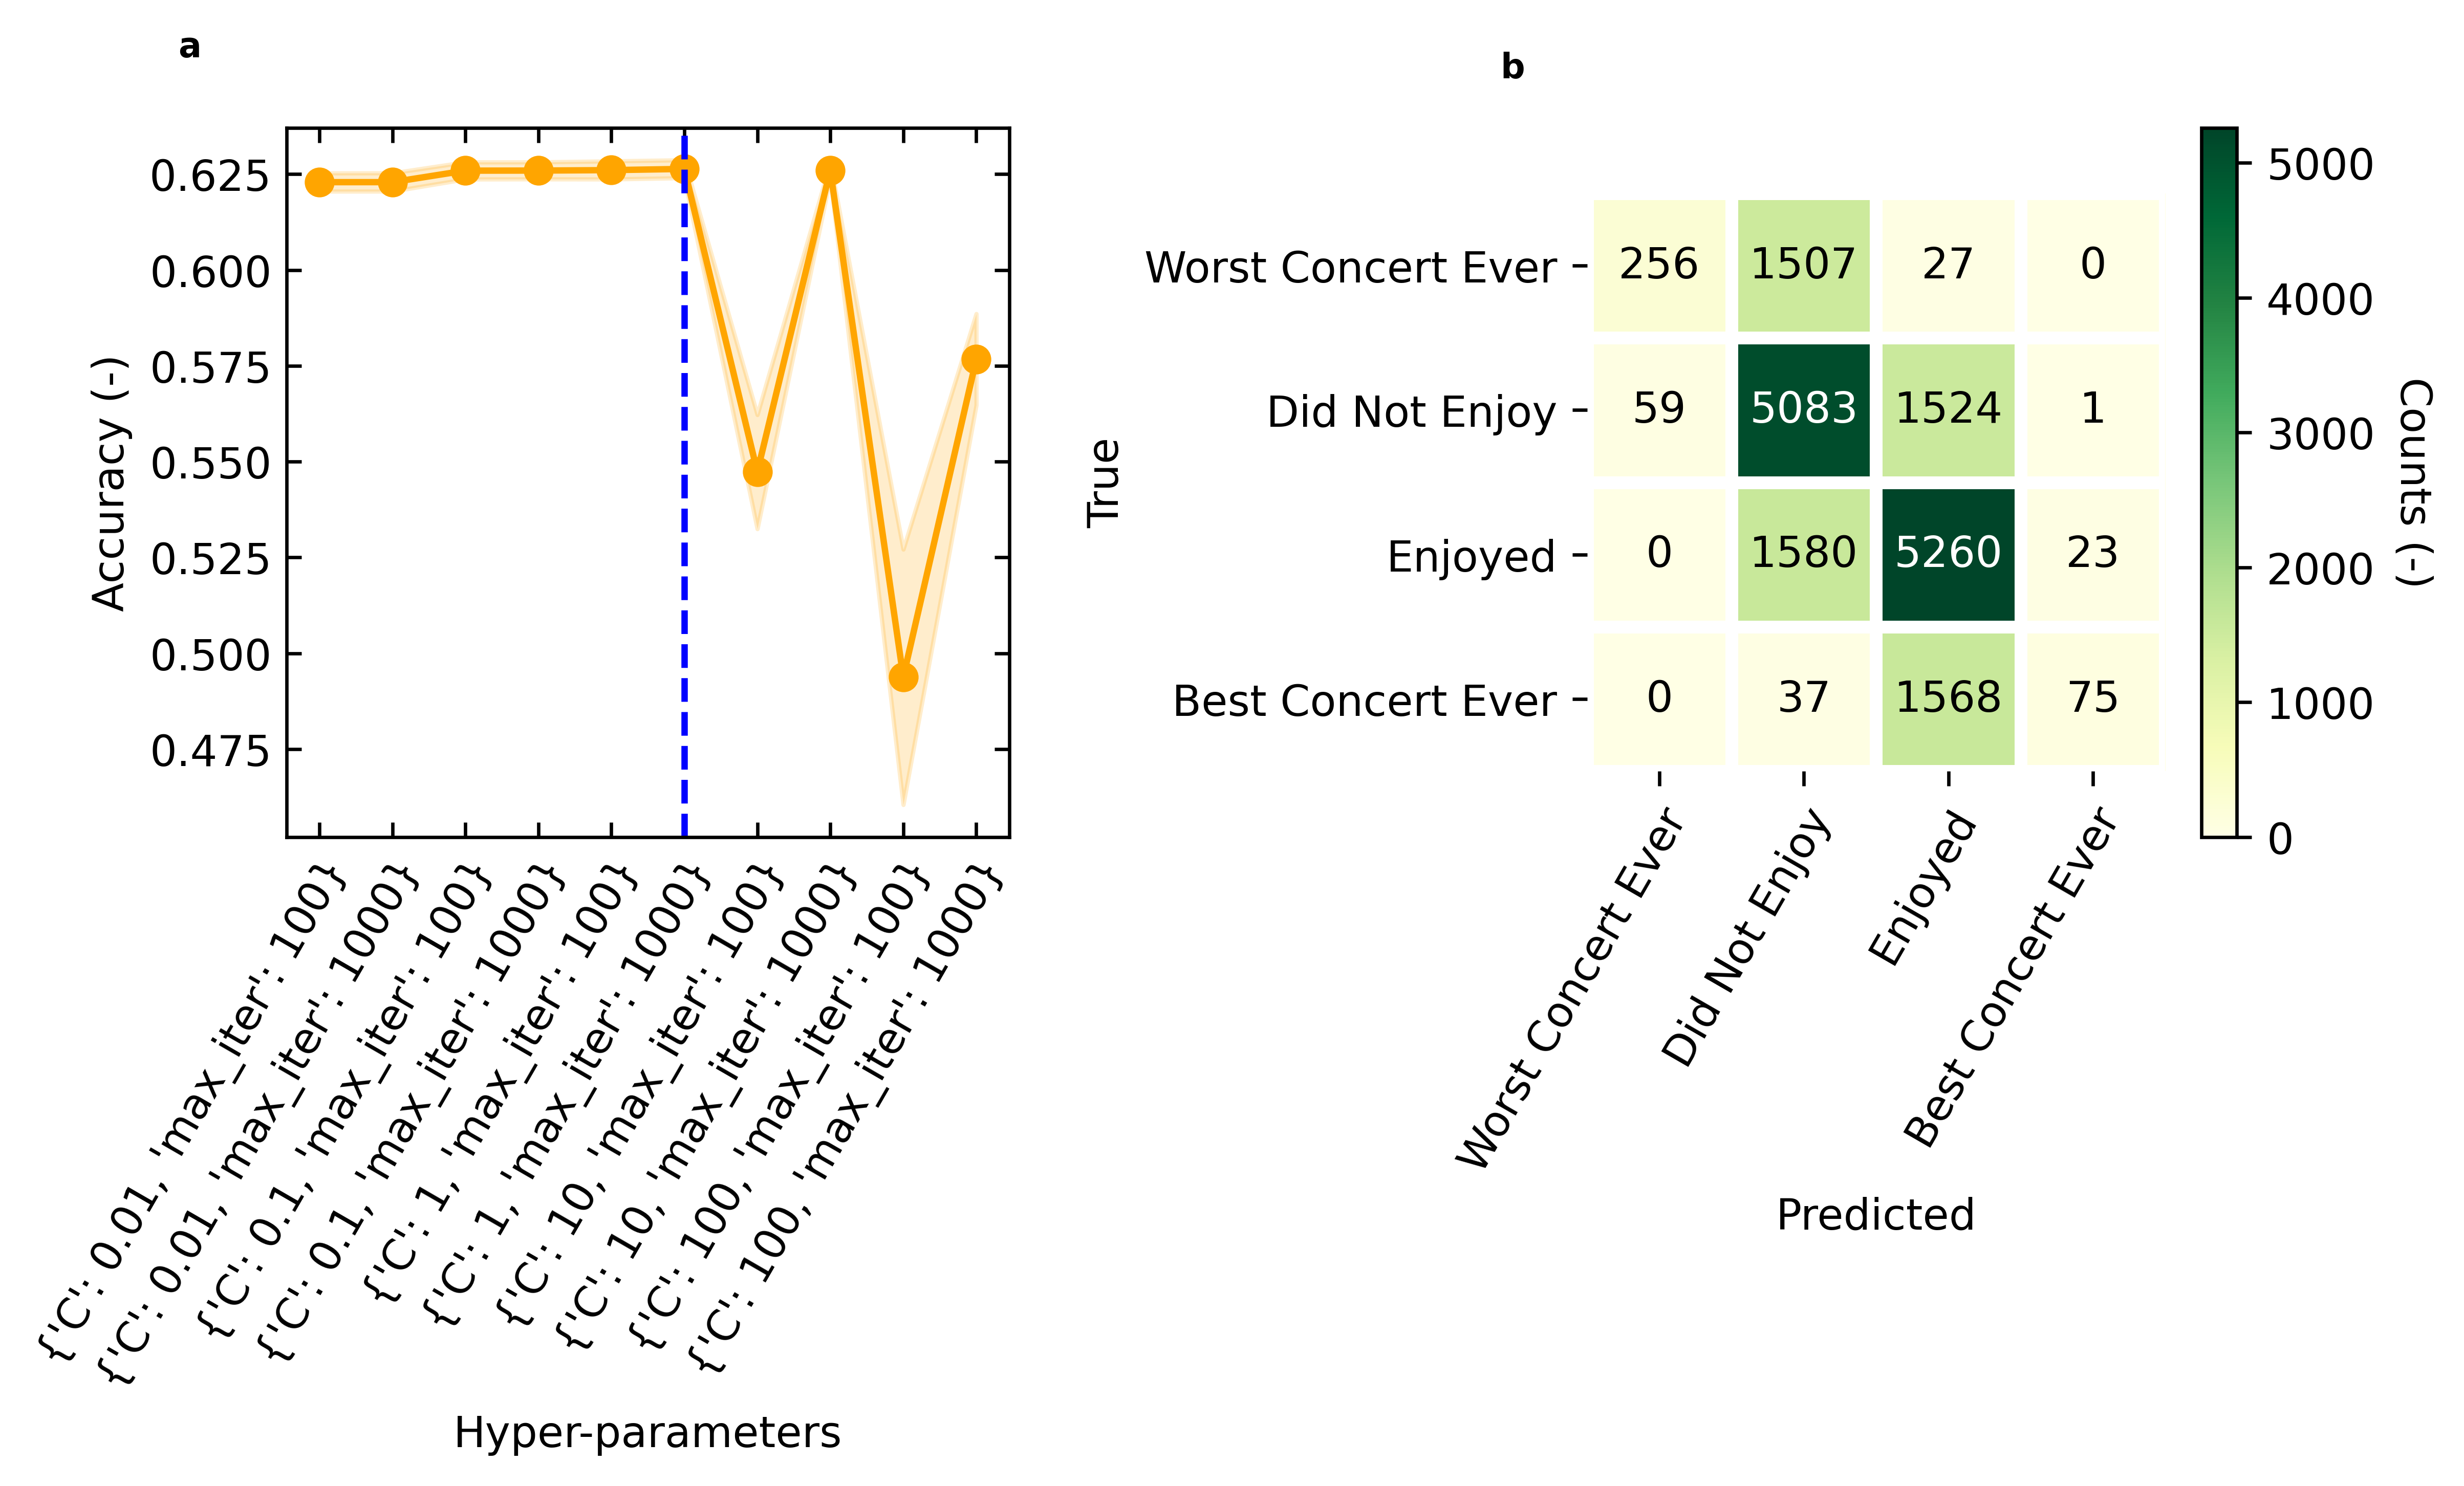 a
0.625
0.600
0.575
0.550
0.525
0.500
0.475
Accuracy (-)
{'C': 0.01, 'max_iter': 100}
{'C': 0.01, 'max_iter': 1000}
{'C': 0.1, 'max_iter': 100}
{'C': 0.1, 'max_iter': 1000}
{'C': 1, 'max_iter': 100}
{'C': 1, 'max_iter': 1000}
{'C': 10, 'max_iter': 100}
{'C': 10, 'max_iter': 1000}
{'C': 100, 'max_iter': 100}
{'C': 100, 'max_iter': 1000}
Hyper-parameters
b
True
Worst Concert Ever 256 1507 27 0
Did Not Enjoy 59 5083 1524 1
Enjoyed 0 1580 5260 23
Best Concert Ever 0 37 1568 75
Worst Concert Ever
Did Not Enjoy
Enjoyed
Best Concert Ever
Predicted
5000
4000
3000
2000
1000
0
Counts (-)